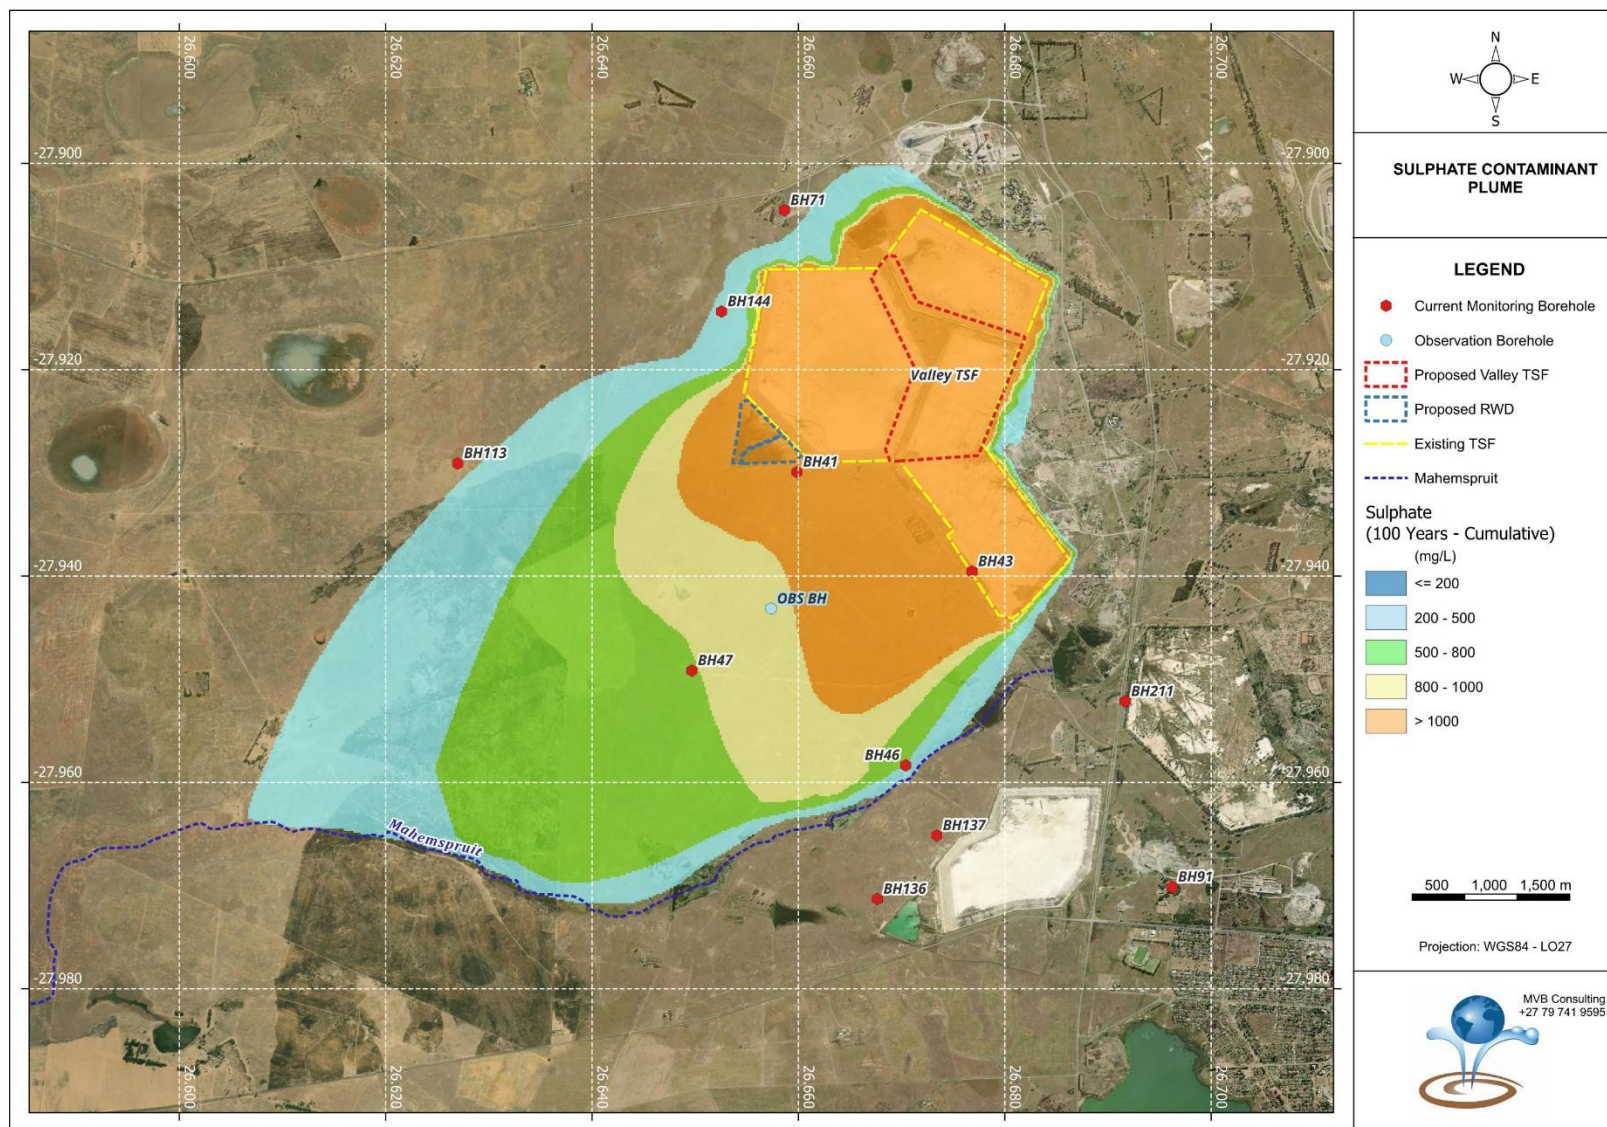 26.600
26.620
26.640
26.660
26.680
26.700
-27.900
-27.900
BH71
BH144
-27.920
-27.920
Valley TSF
BH113
BH41
BH43
-27.940
-27.940
OBS BH
BH47
BH211
BH46
-27.960
-27.960
Mahemspruit
BH137
BH136
BH91
-27.980
-27.980
26.600
26.620
26.640
26.660
26.680
26.700
N
W
E
S
SULPHATE CONTAMINANT
PLUME
LEGEND
Current Monitoring Borehole
Observation Borehole
Proposed Valley TSF
Proposed RWD
Existing TSF
Mahemspruit
Sulphate
(100 Years - Cumulative)
(mg/L)
<= 200
200 - 500
500 - 800
800 - 1000
> 1000
500 1,000 1,500 m
Projection: WGS84 - LO27
MVB Consulting
+27 79 741 9595